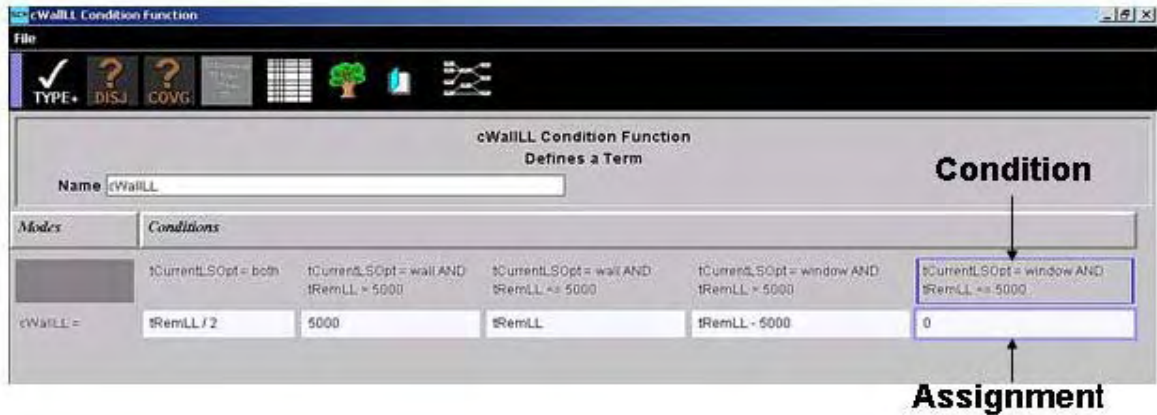 cWallLL Condition Function
File
TYPE+ DISJ COVG
cWallLL Condition Function
Defines a Term
Condition
Name cWallLL
Modes Conditions
tCurrentLSOpt = both tCurrentLSOpt = wall AND tCurrentLSOpt = wall AND tCurrentLSOpt = window AND tCurrentLSOpt = window AND
tRemLL > 5000 tRemLL <= 5000 tRemLL > 5000 tRemLL <= 5000
cWallLL = tRemLL / 2 5000 tRemLL tRemLL - 5000 0
Assignment